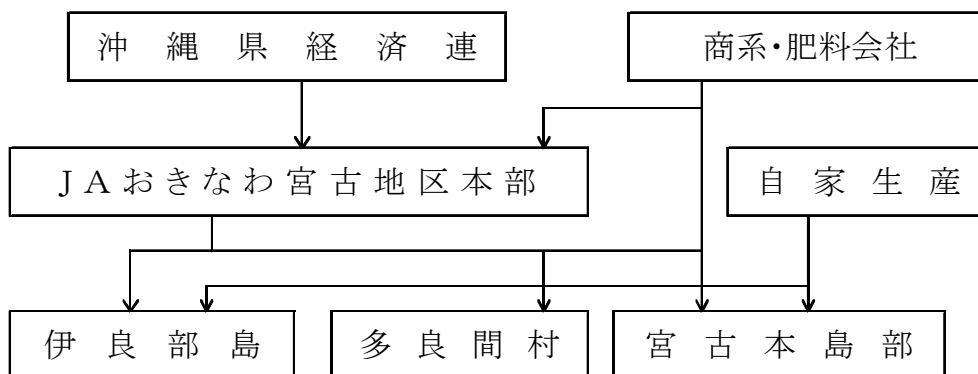 沖縄県経済連
商系・肥料会社
JAおきなわ宮古地区本部
自家生産
伊良部島
多良間村
宮古本島部